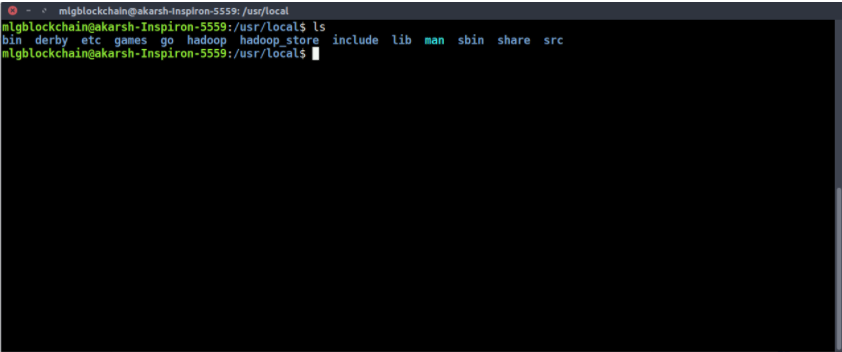 mlgblockchain@akarsh-Inspiron-5559: /usr/local
mlgblockchain@akarsh-Inspiron-5559:/usr/local$ ls
bin derby etc games go hadoop hadoop_store include lib man sbin share src
mlgblockchain@akarsh-Inspiron-5559:/usr/local$